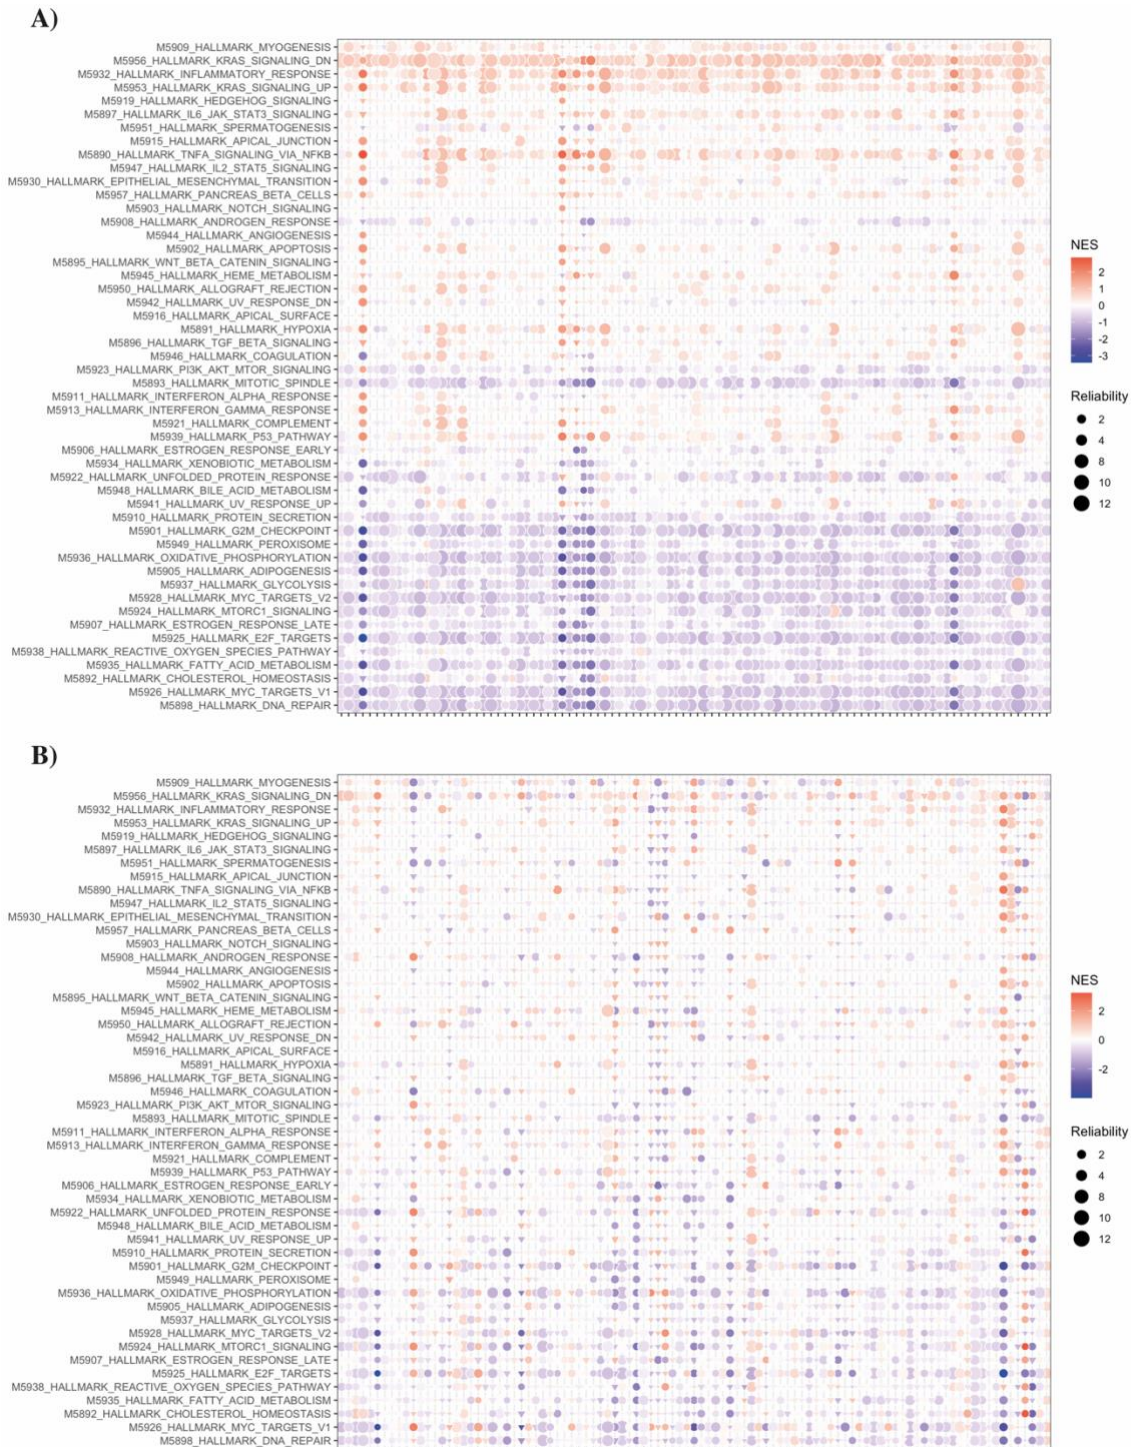 A)
M5909_HALLMARK_MYOGENESIS
M5956_HALLMARK_KRAS_SIGNALING_DN
M5932_HALLMARK_INFLAMMATORY_RESPONSE
M5953_HALLMARK_KRAS_SIGNALING_UP
M5919_HALLMARK_HEDGEHOG_SIGNALING
M5897_HALLMARK_IL6_JAK_STAT3_SIGNALING
M5951_HALLMARK_SPERMATOGENESIS
M5915_HALLMARK_APICAL_JUNCTION
M5890_HALLMARK_TNFA_SIGNALING_VIA_NFKB
M5947_HALLMARK_IL2_STAT5_SIGNALING
M5930_HALLMARK_EPITHELIAL_MESENCHYMAL_TRANSITION
M5957_HALLMARK_PANCREAS_BETA_CELLS
M5903_HALLMARK_NOTCH_SIGNALING
M5908_HALLMARK_ANDROGEN_RESPONSE
M5944_HALLMARK_ANGIOGENESIS
M5902_HALLMARK_APOPTOSIS
M5895_HALLMARK_WNT_BETA_CATENIN_SIGNALING
M5945_HALLMARK_HEME_METABOLISM
M5950_HALLMARK_ALLOGRAFT_REJECTION
M5942_HALLMARK_UV_RESPONSE_DN
M5916_HALLMARK_APICAL_SURFACE
M5891_HALLMARK_HYPOXIA
M5896_HALLMARK_TGF_BETA_SIGNALING
M5946_HALLMARK_COAGULATION
M5923_HALLMARK_PI3K_AKT_MTOR_SIGNALING
M5893_HALLMARK_MITOTIC_SPINDLE
M5911_HALLMARK_INTERFERON_ALPHA_RESPONSE
M5913_HALLMARK_INTERFERON_GAMMA_RESPONSE
M5921_HALLMARK_COMPLEMENT
M5939_HALLMARK_P53_PATHWAY
M5906_HALLMARK_ESTROGEN_RESPONSE_EARLY
M5934_HALLMARK_XENOBIOTIC_METABOLISM
M5922_HALLMARK_UNFOLDED_PROTEIN_RESPONSE
M5948_HALLMARK_BILE_ACID_METABOLISM
M5941_HALLMARK_UV_RESPONSE_UP
M5910_HALLMARK_PROTEIN_SECRETION
M5901_HALLMARK_G2M_CHECKPOINT
M5949_HALLMARK_PEROXISOME
M5936_HALLMARK_OXIDATIVE_PHOSPHORYLATION
M5905_HALLMARK_ADIPOGENESIS
M5937_HALLMARK_GLYCOLYSIS
M5928_HALLMARK_MYC_TARGETS_V2
M5924_HALLMARK_MTORC1_SIGNALING
M5907_HALLMARK_ESTROGEN_RESPONSE_LATE
M5925_HALLMARK_E2F_TARGETS
M5938_HALLMARK_REACTIVE_OXYGEN_SPECIES_PATHWAY
M5935_HALLMARK_FATTY_ACID_METABOLISM
M5892_HALLMARK_CHOLESTEROL_HOMEOSTASIS
M5926_HALLMARK_MYC_TARGETS_V1
M5898_HALLMARK_DNA_REPAIR
NES
2
1
0
-1
-2
-3
Reliability
2
4
8
10
12
B)
M5909_HALLMARK_MYOGENESIS
M5956_HALLMARK_KRAS_SIGNALING_DN
M5932_HALLMARK_INFLAMMATORY_RESPONSE
M5953_HALLMARK_KRAS_SIGNALING_UP
M5919_HALLMARK_HEDGEHOG_SIGNALING
M5897_HALLMARK_IL6_JAK_STAT3_SIGNALING
M5951_HALLMARK_SPERMATOGENESIS
M5915_HALLMARK_APICAL_JUNCTION
M5890_HALLMARK_TNFA_SIGNALING_VIA_NFKB
M5947_HALLMARK_IL2_STAT5_SIGNALING
M5930_HALLMARK_EPITHELIAL_MESENCHYMAL_TRANSITION
M5957_HALLMARK_PANCREAS_BETA_CELLS
M5903_HALLMARK_NOTCH_SIGNALING
M5908_HALLMARK_ANDROGEN_RESPONSE
M5944_HALLMARK_ANGIOGENESIS
M5902_HALLMARK_APOPTOSIS
M5895_HALLMARK_WNT_BETA_CATENIN_SIGNALING
M5945_HALLMARK_HEME_METABOLISM
M5950_HALLMARK_ALLOGRAFT_REJECTION
M5942_HALLMARK_UV_RESPONSE_DN
M5916_HALLMARK_APICAL_SURFACE
M5891_HALLMARK_HYPOXIA
M5896_HALLMARK_TGF_BETA_SIGNALING
M5946_HALLMARK_COAGULATION
M5923_HALLMARK_PI3K_AKT_MTOR_SIGNALING
M5893_HALLMARK_MITOTIC_SPINDLE
M5911_HALLMARK_INTERFERON_ALPHA_RESPONSE
M5913_HALLMARK_INTERFERON_GAMMA_RESPONSE
M5921_HALLMARK_COMPLEMENT
M5939_HALLMARK_P53_PATHWAY
M5906_HALLMARK_ESTROGEN_RESPONSE_EARLY
M5934_HALLMARK_XENOBIOTIC_METABOLISM
M5922_HALLMARK_UNFOLDED_PROTEIN_RESPONSE
M5948_HALLMARK_BILE_ACID_METABOLISM
M5941_HALLMARK_UV_RESPONSE_UP
M5910_HALLMARK_PROTEIN_SECRETION
M5901_HALLMARK_G2M_CHECKPOINT
M5949_HALLMARK_PEROXISOME
M5936_HALLMARK_OXIDATIVE_PHOSPHORYLATION
M5905_HALLMARK_ADIPOGENESIS
M5937_HALLMARK_GLYCOLYSIS
M5928_HALLMARK_MYC_TARGETS_V2
M5924_HALLMARK_MTORC1_SIGNALING
M5907_HALLMARK_ESTROGEN_RESPONSE_LATE
M5925_HALLMARK_E2F_TARGETS
M5938_HALLMARK_REACTIVE_OXYGEN_SPECIES_PATHWAY
M5935_HALLMARK_FATTY_ACID_METABOLISM
M5892_HALLMARK_CHOLESTEROL_HOMEOSTASIS
M5926_HALLMARK_MYC_TARGETS_V1
M5898_HALLMARK_DNA_REPAIR
NES
2
0
-2
Reliability
2
4
8
10
12